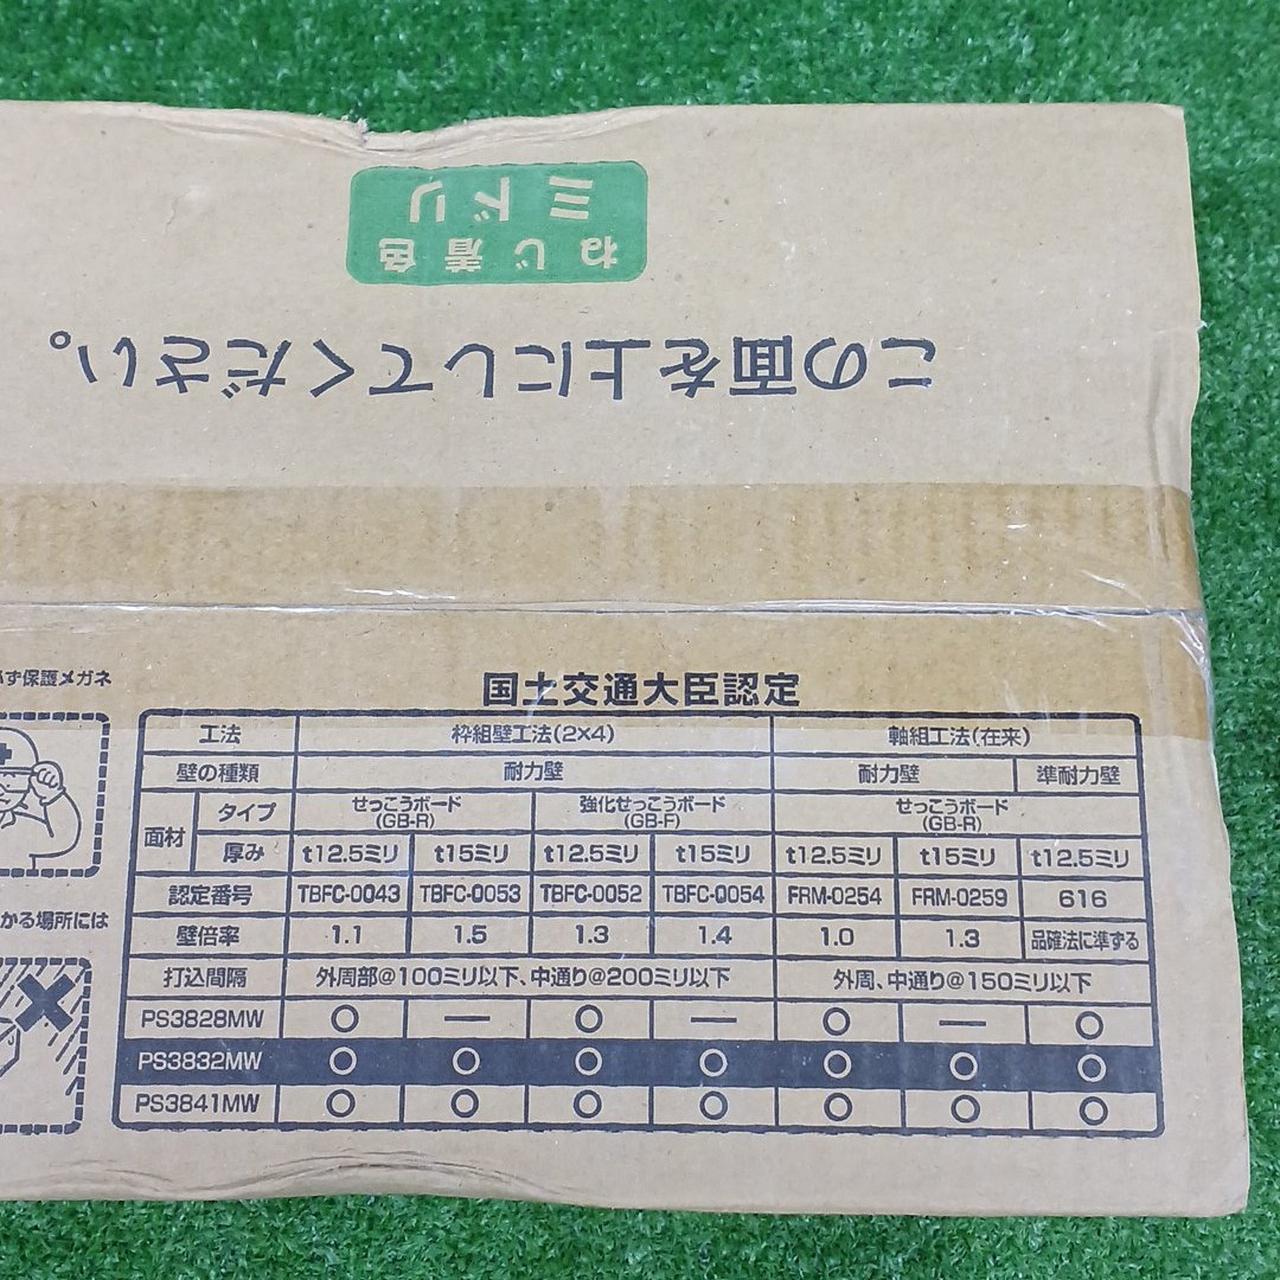 ねじ着色
ミドリ
この面を上にしてください。
ず保護メガネ
かる場所には
国土交通大臣認定
工法 枠組壁工法(2×4) 軸組工法(在来)
壁の種類 耐力壁 耐力壁 準耐力壁
面材 タイプ せっこうボード(GB-R) 強化せっこうボード(GB-F) せっこうボード(GB-R)
厚み t12.5ミリ t15ミリ t12.5ミリ t15ミリ t12.5ミリ t15ミリ t12.5ミリ
認定番号 TBFC-0043 TBFC-0053 TBFC-0052 TBFC-0054 FRM-0254 FRM-0259 616
壁倍率 1.1 1.5 1.3 1.4 1.0 1.3 品確法に準ずる
打込間隔 外周部@100ミリ以下、中通り@200ミリ以下 外周、中通り@150ミリ以下
PS3828MW ○ — ○ — ○ — ○
PS3832MW ○ ○ ○ ○ ○ ○ ○
PS3841MW ○ ○ ○ ○ ○ ○ ○